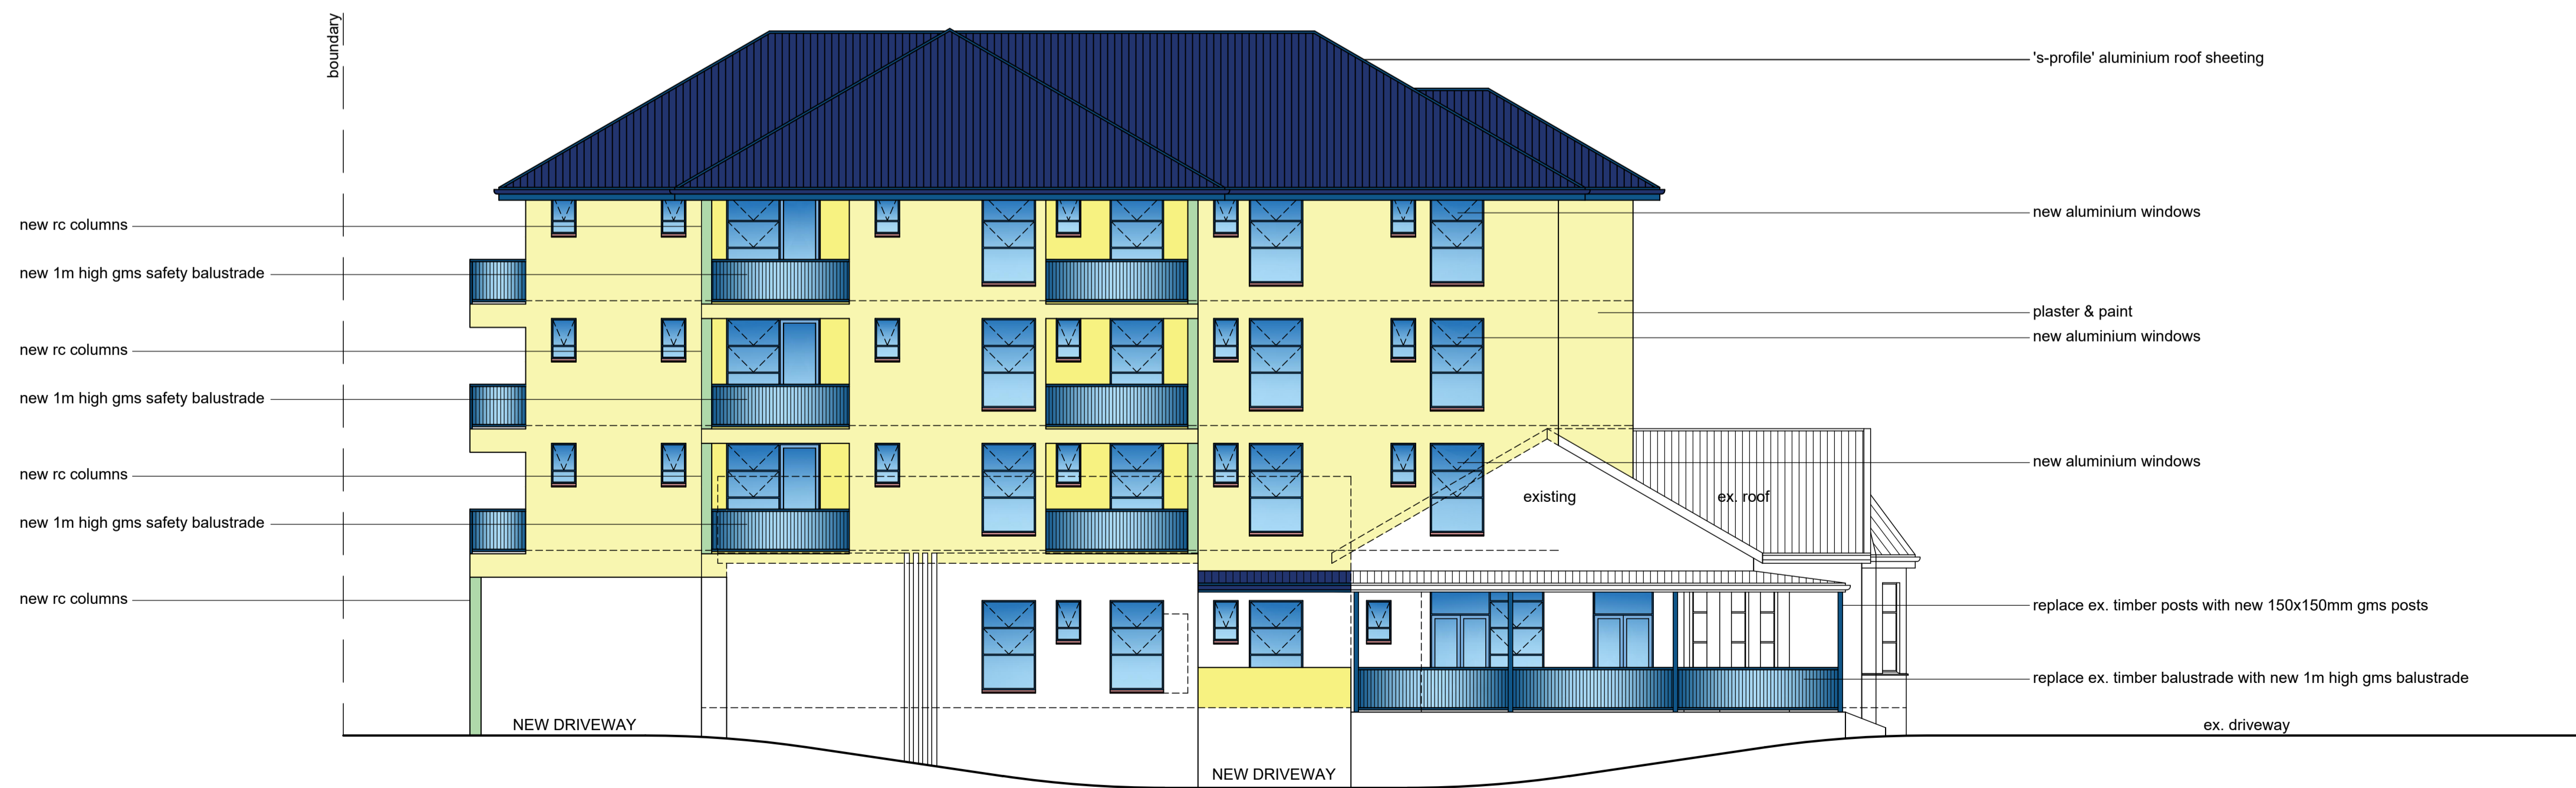 boundary
's-profile' aluminium roof sheeting
new aluminium windows
new rc columns
new 1m high gms safety balustrade
plaster & paint
new aluminium windows
new rc columns
new 1m high gms safety balustrade
new aluminium windows
new rc columns
existing
ex. roof
new 1m high gms safety balustrade
new rc columns
replace ex. timber posts with new 150x150mm gms posts
replace ex. timber balustrade with new 1m high gms balustrade
NEW DRIVEWAY
ex. driveway
NEW DRIVEWAY